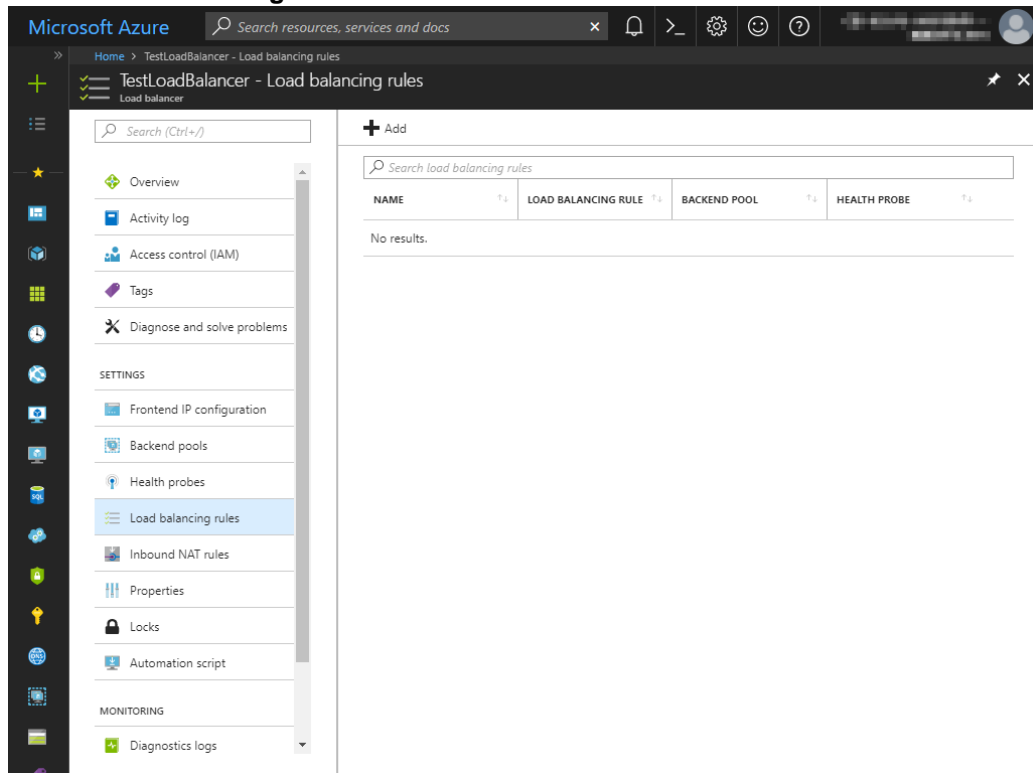 Microsoft Azure
Search resources, services and docs
Home > TestLoadBalancer - Load balancing rules
TestLoadBalancer - Load balancing rules
Load balancer
Search (Ctrl+/)
Add
Search load balancing rules
NAME LOAD BALANCING RULE BACKEND POOL HEALTH PROBE
No results.
Overview
Activity log
Access control (IAM)
Tags
Diagnose and solve problems
SETTINGS
Frontend IP configuration
Backend pools
Health probes
Load balancing rules
Inbound NAT rules
Properties
Locks
Automation script
MONITORING
Diagnostics logs
SQL
DNS